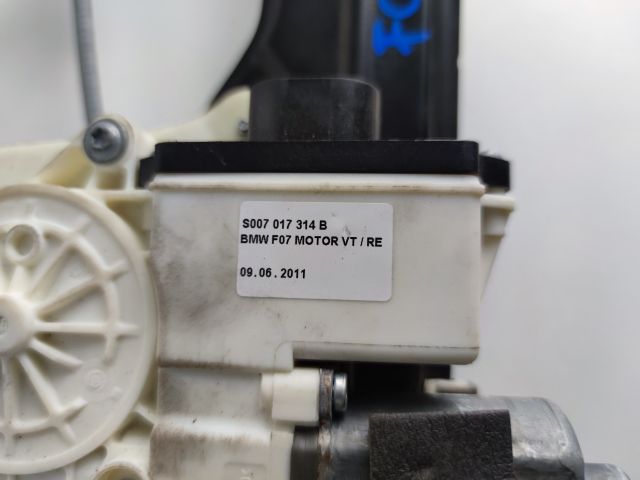 S007 017 314 B
BMW F07 MOTOR VT / RE
09.06.2011